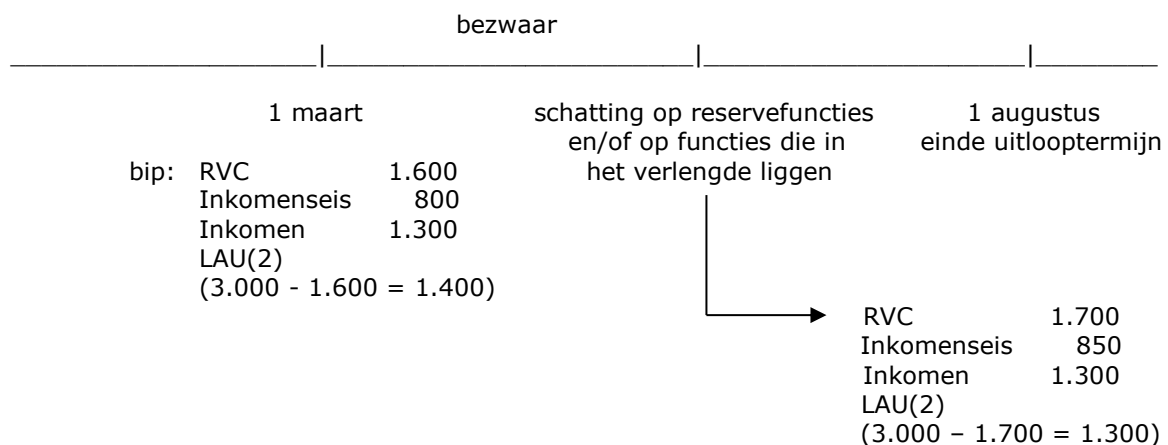 bezwaar
1 maart
bip: RVC 1.600
Inkomenseis 800
Inkomen 1.300
LAU(2)
(3.000 - 1.600 = 1.400)
schatting op reservefuncties
en/of op functies die in
het verlengde liggen
1 augustus
einde uitlooptermijn
RVC 1.700
Inkomenseis 850
Inkomen 1.300
LAU(2)
(3.000 – 1.700 = 1.300)